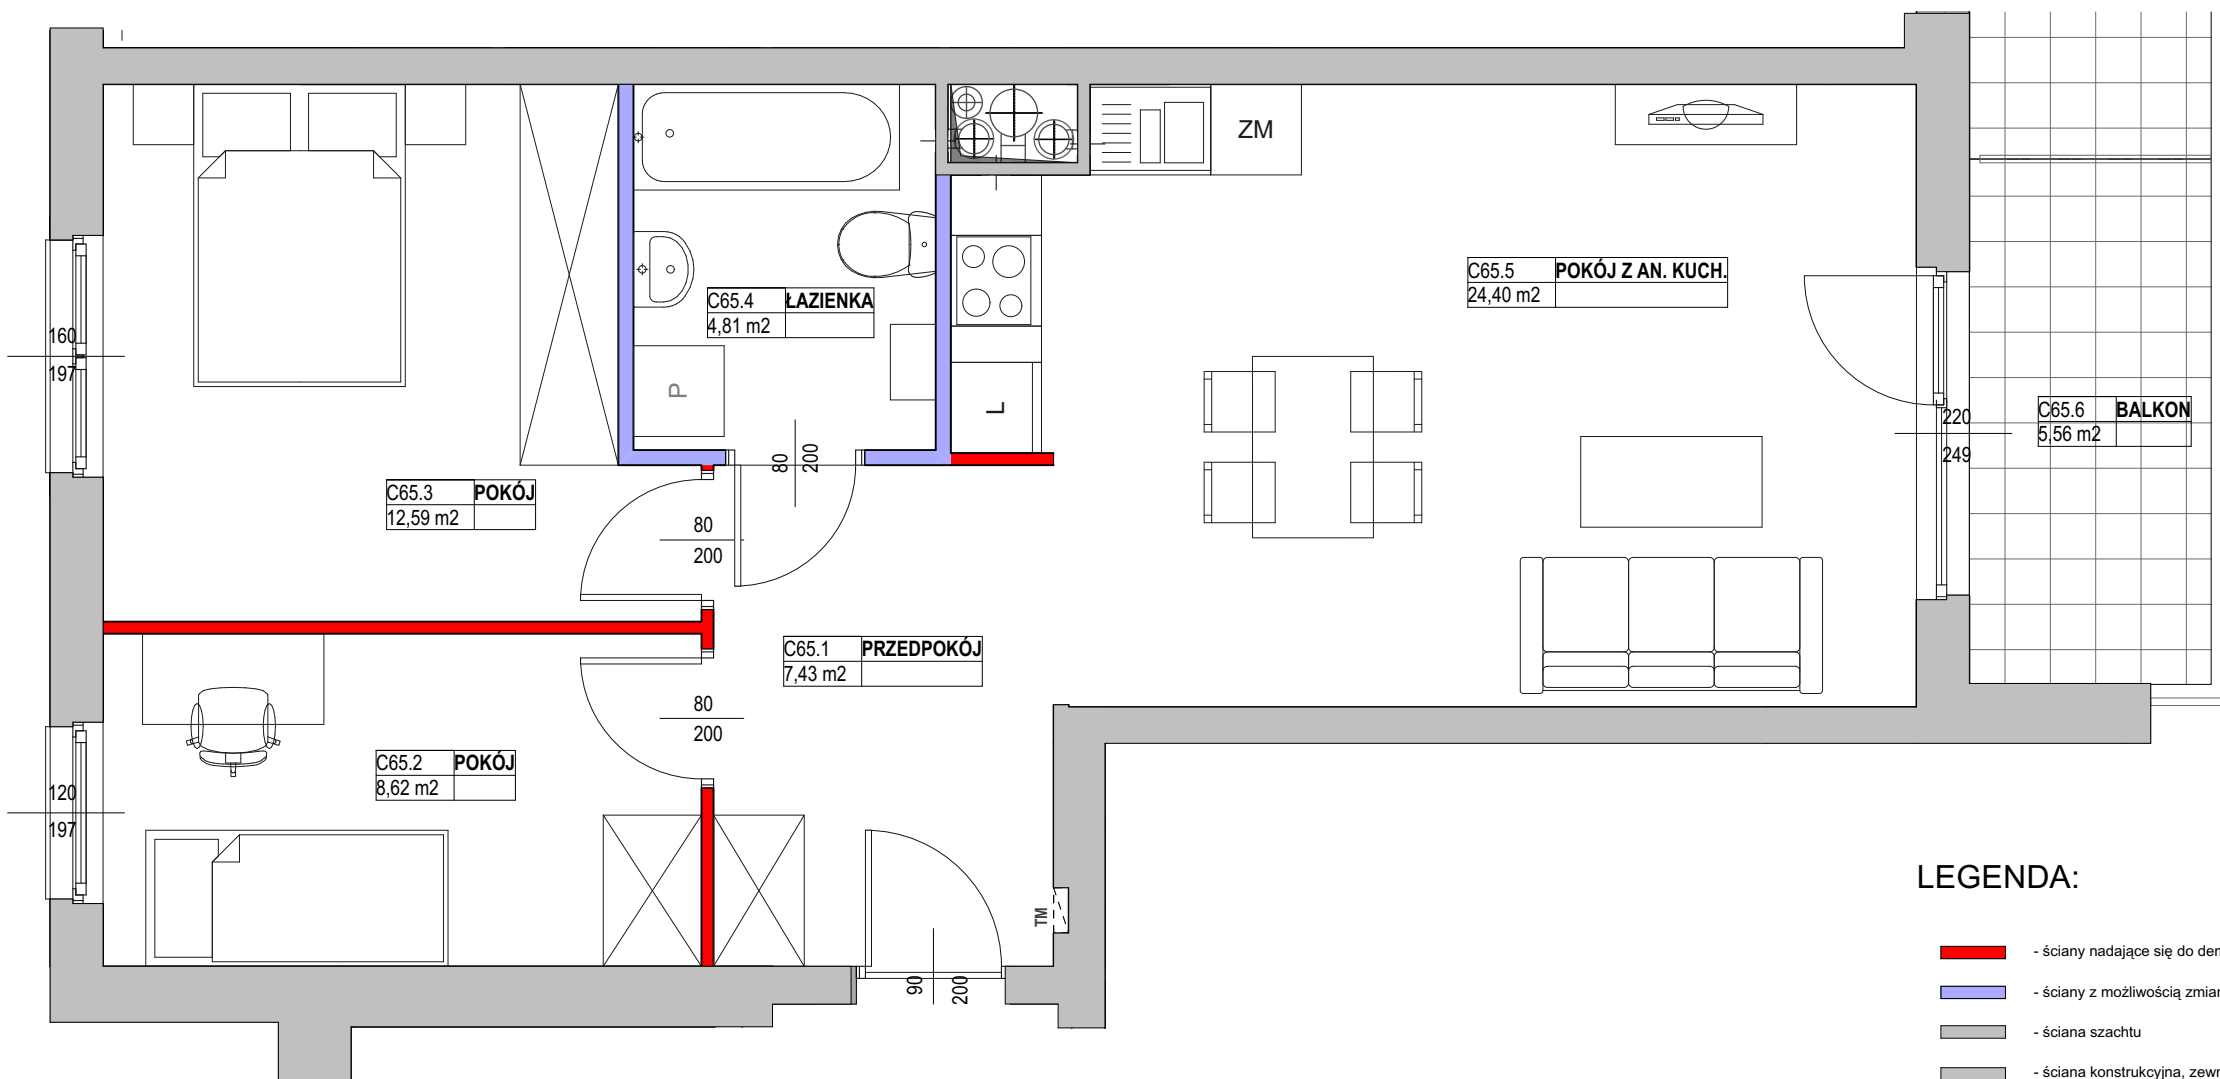 ZM
C65.5 POKÓJ Z AN. KUCH.
24,40 m2
C65.4 ŁAZIENKA
4,81 m2
160
197
P
L
C65.6 BALKON
5,56 m2
220
249
80
200
C65.3 POKÓJ
12,59 m2
80
200
C65.1 PRZEDPOKÓJ
7,43 m2
80
200
C65.2 POKÓJ
8,62 m2
120
197
TM
90
200
LEGENDA:
- ściany nadające się do
- ściany z możliwością
- ściana szachtu
- ściana konstrukcyjna,